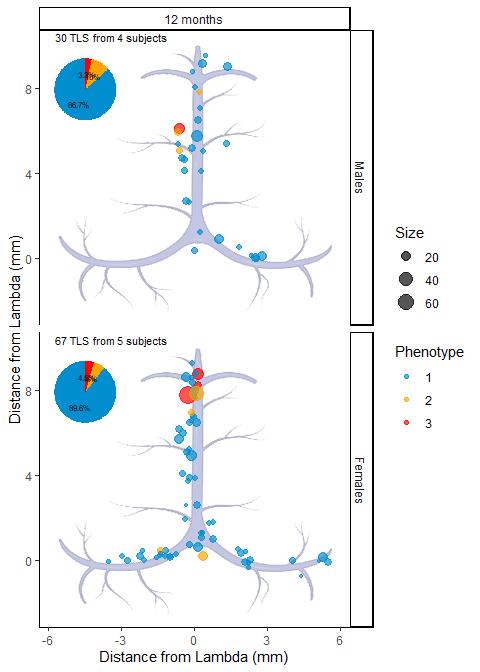 12 months
30 TLS from 4 subjects
86.7%
Males
8
4
0
67 TLS from 5 subjects
89.6%
Females
8
4
0
-6 -3 0 3 6
Distance from Lambda (mm)
Distance from Lambda (mm)
Size
20
40
60
Phenotype
1
2
3